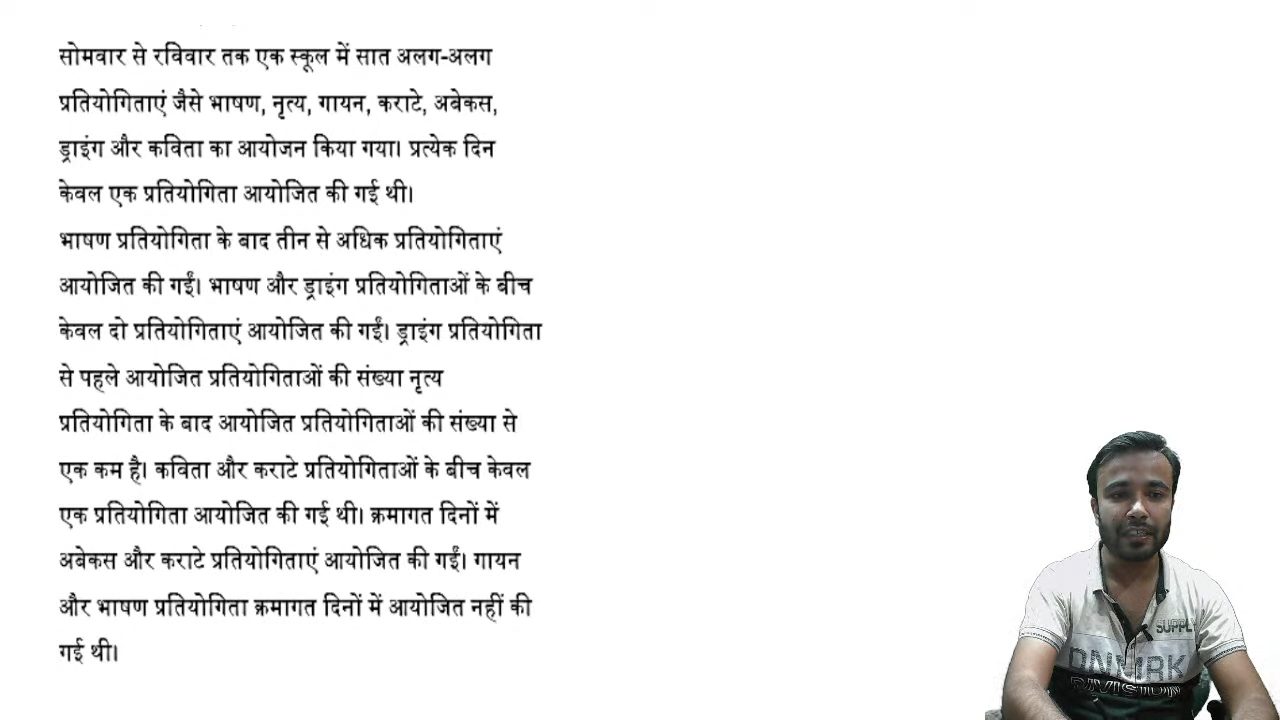 सोमवार से रविवार तक एक स्कूल में सात अलग-अलग
प्रतियोगिताएं जैसे भाषण, नृत्य, गायन, कराटे, अबेकस,
ड्राइंग और कविता का आयोजन किया गया। प्रत्येक दिन
केवल एक प्रतियोगिता आयोजित की गई थी।
भाषण प्रतियोगिता के बाद तीन से अधिक प्रतियोगिताएं
आयोजित की गईं। भाषण और ड्राइंग प्रतियोगिताओं के बीच
केवल दो प्रतियोगिताएं आयोजित की गईं। ड्राइंग प्रतियोगिता
से पहले आयोजित प्रतियोगिताओं की संख्या नृत्य
प्रतियोगिता के बाद आयोजित प्रतियोगिताओं की संख्या से
एक कम है। कविता और कराटे प्रतियोगिताओं के बीच केवल
एक प्रतियोगिता आयोजित की गई थी। क्रमागत दिनों में
अबेकस और कराटे प्रतियोगिताएं आयोजित की गईं। गायन
और भाषण प्रतियोगिता क्रमागत दिनों में आयोजित नहीं की
गई थी।
SUPPLY
DNMRK
DIVISION